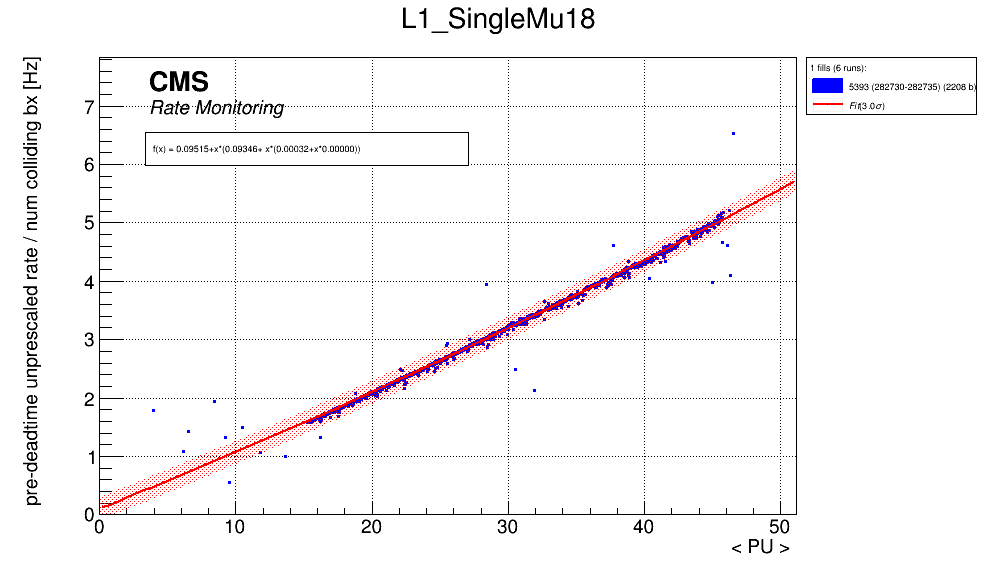 L1_SingleMu18
pre-deadtime unprescaled rate / num colliding bx [Hz]
CMS
Rate Monitoring
f(x) = 0.09515+x*(0.09346+ x*(0.00032+x*0.00000))
7
6
5
4
3
2
1
0
0 10 20 30 40 50
< PU >
1 fills (6 runs):
5393 (282730-282735) (2208 b)
Fit(3.0σ)